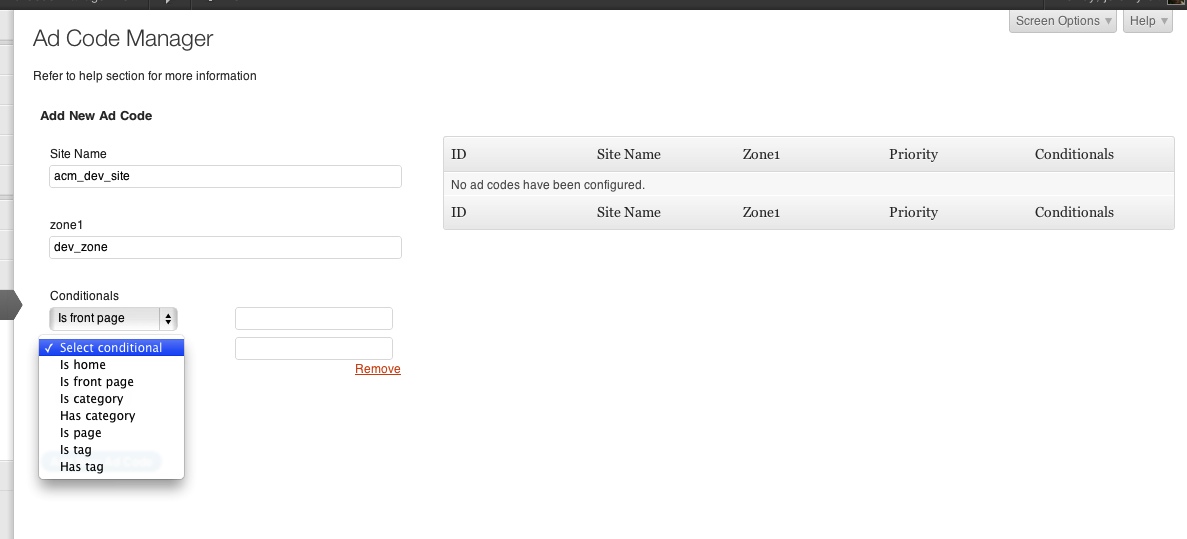 Screen Options ▾
Help ▾
Ad Code Manager
Refer to help section for more information
Add New Ad Code
Site Name
acm_dev_site
zone1
dev_zone
Conditionals
Is front page
✓ Select conditional
Is home
Is front page
Is category
Has category
Is page
Is tag
Has tag
Remove
ID Site Name Zone1 Priority Conditionals
No ad codes have been configured.
ID Site Name Zone1 Priority Conditionals